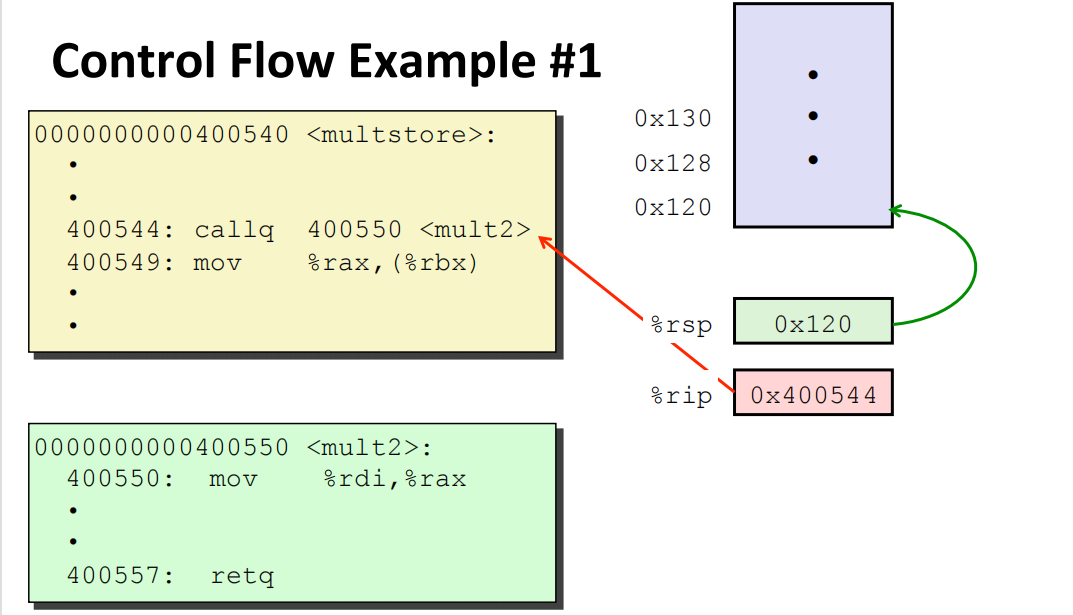 Control Flow Example #1
0000000000400540 <multstore>:
•
•
400544: callq 400550 <mult2>
400549: mov %rax,(%rbx)
•
•
0000000000400550 <mult2>:
400550: mov %rdi,%rax
•
•
400557: retq
•
0x130 •
0x128 •
0x120
%rsp 0x120
%rip 0x400544